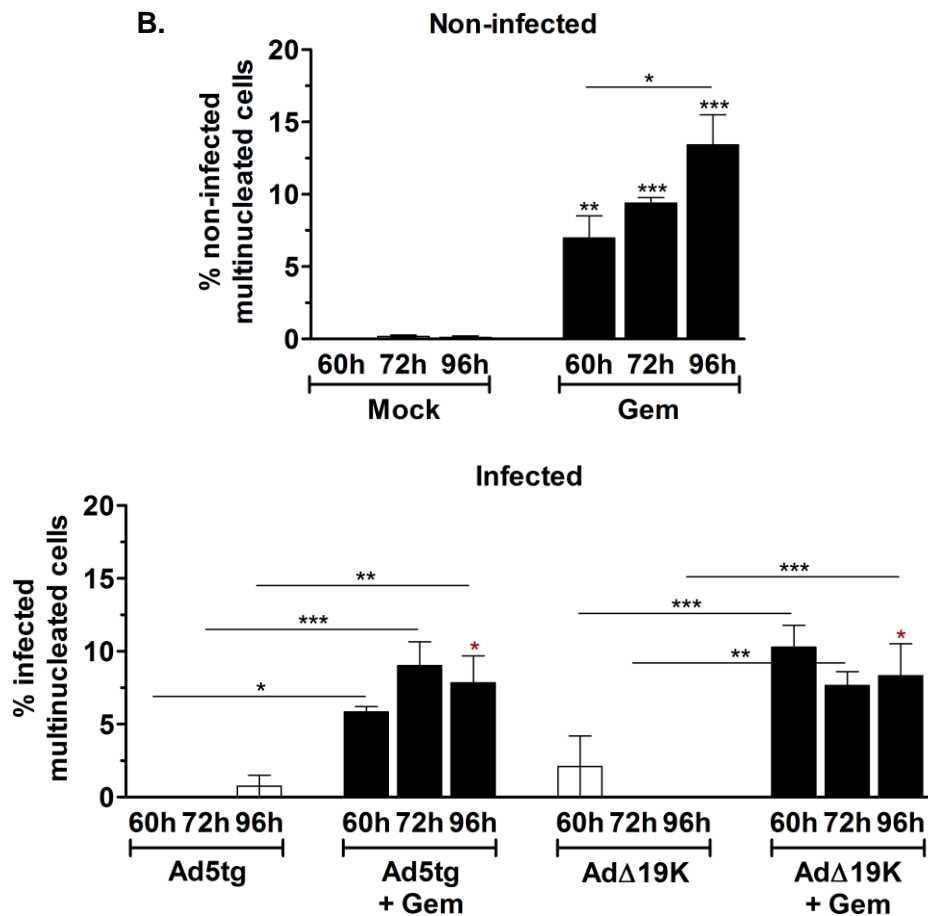 B.
Non-infected
% non-infected
multinucleated cells
20
15
10
5
0
*
**
***
***
60h 72h 96h 60h 72h 96h
Mock Gem
Infected
% infected
multinucleated cells
20
15
10
5
0
** ***
*** ***
* **
* *
60h 72h 96h 60h 72h 96h 60h 72h 96h 60h 72h 96h
Ad5tg Ad5tg AdΔ19K AdΔ19K
+ Gem + Gem